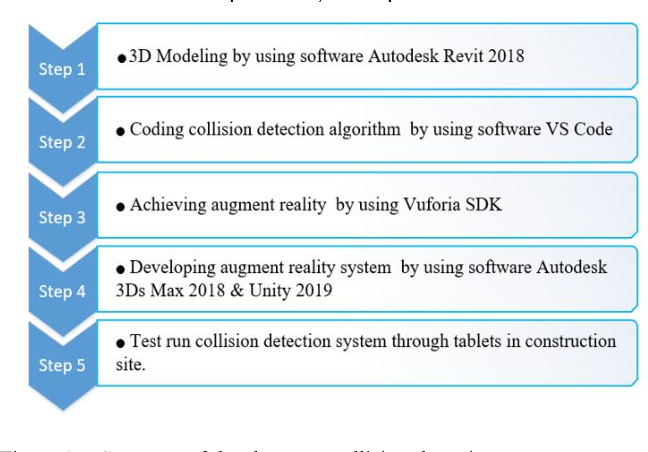 Step 1
●3D Modeling by using software Autodesk Revit 2018
Step 2
● Coding collision detection algorithm by using software VS Code
Step 3
● Achieving augment reality by using Vuforia SDK
Step 4
● Developing augment reality system by using software Autodesk
3Ds Max 2018 & Unity 2019
Step 5
● Test run collision detection system through tablets in construction
site.